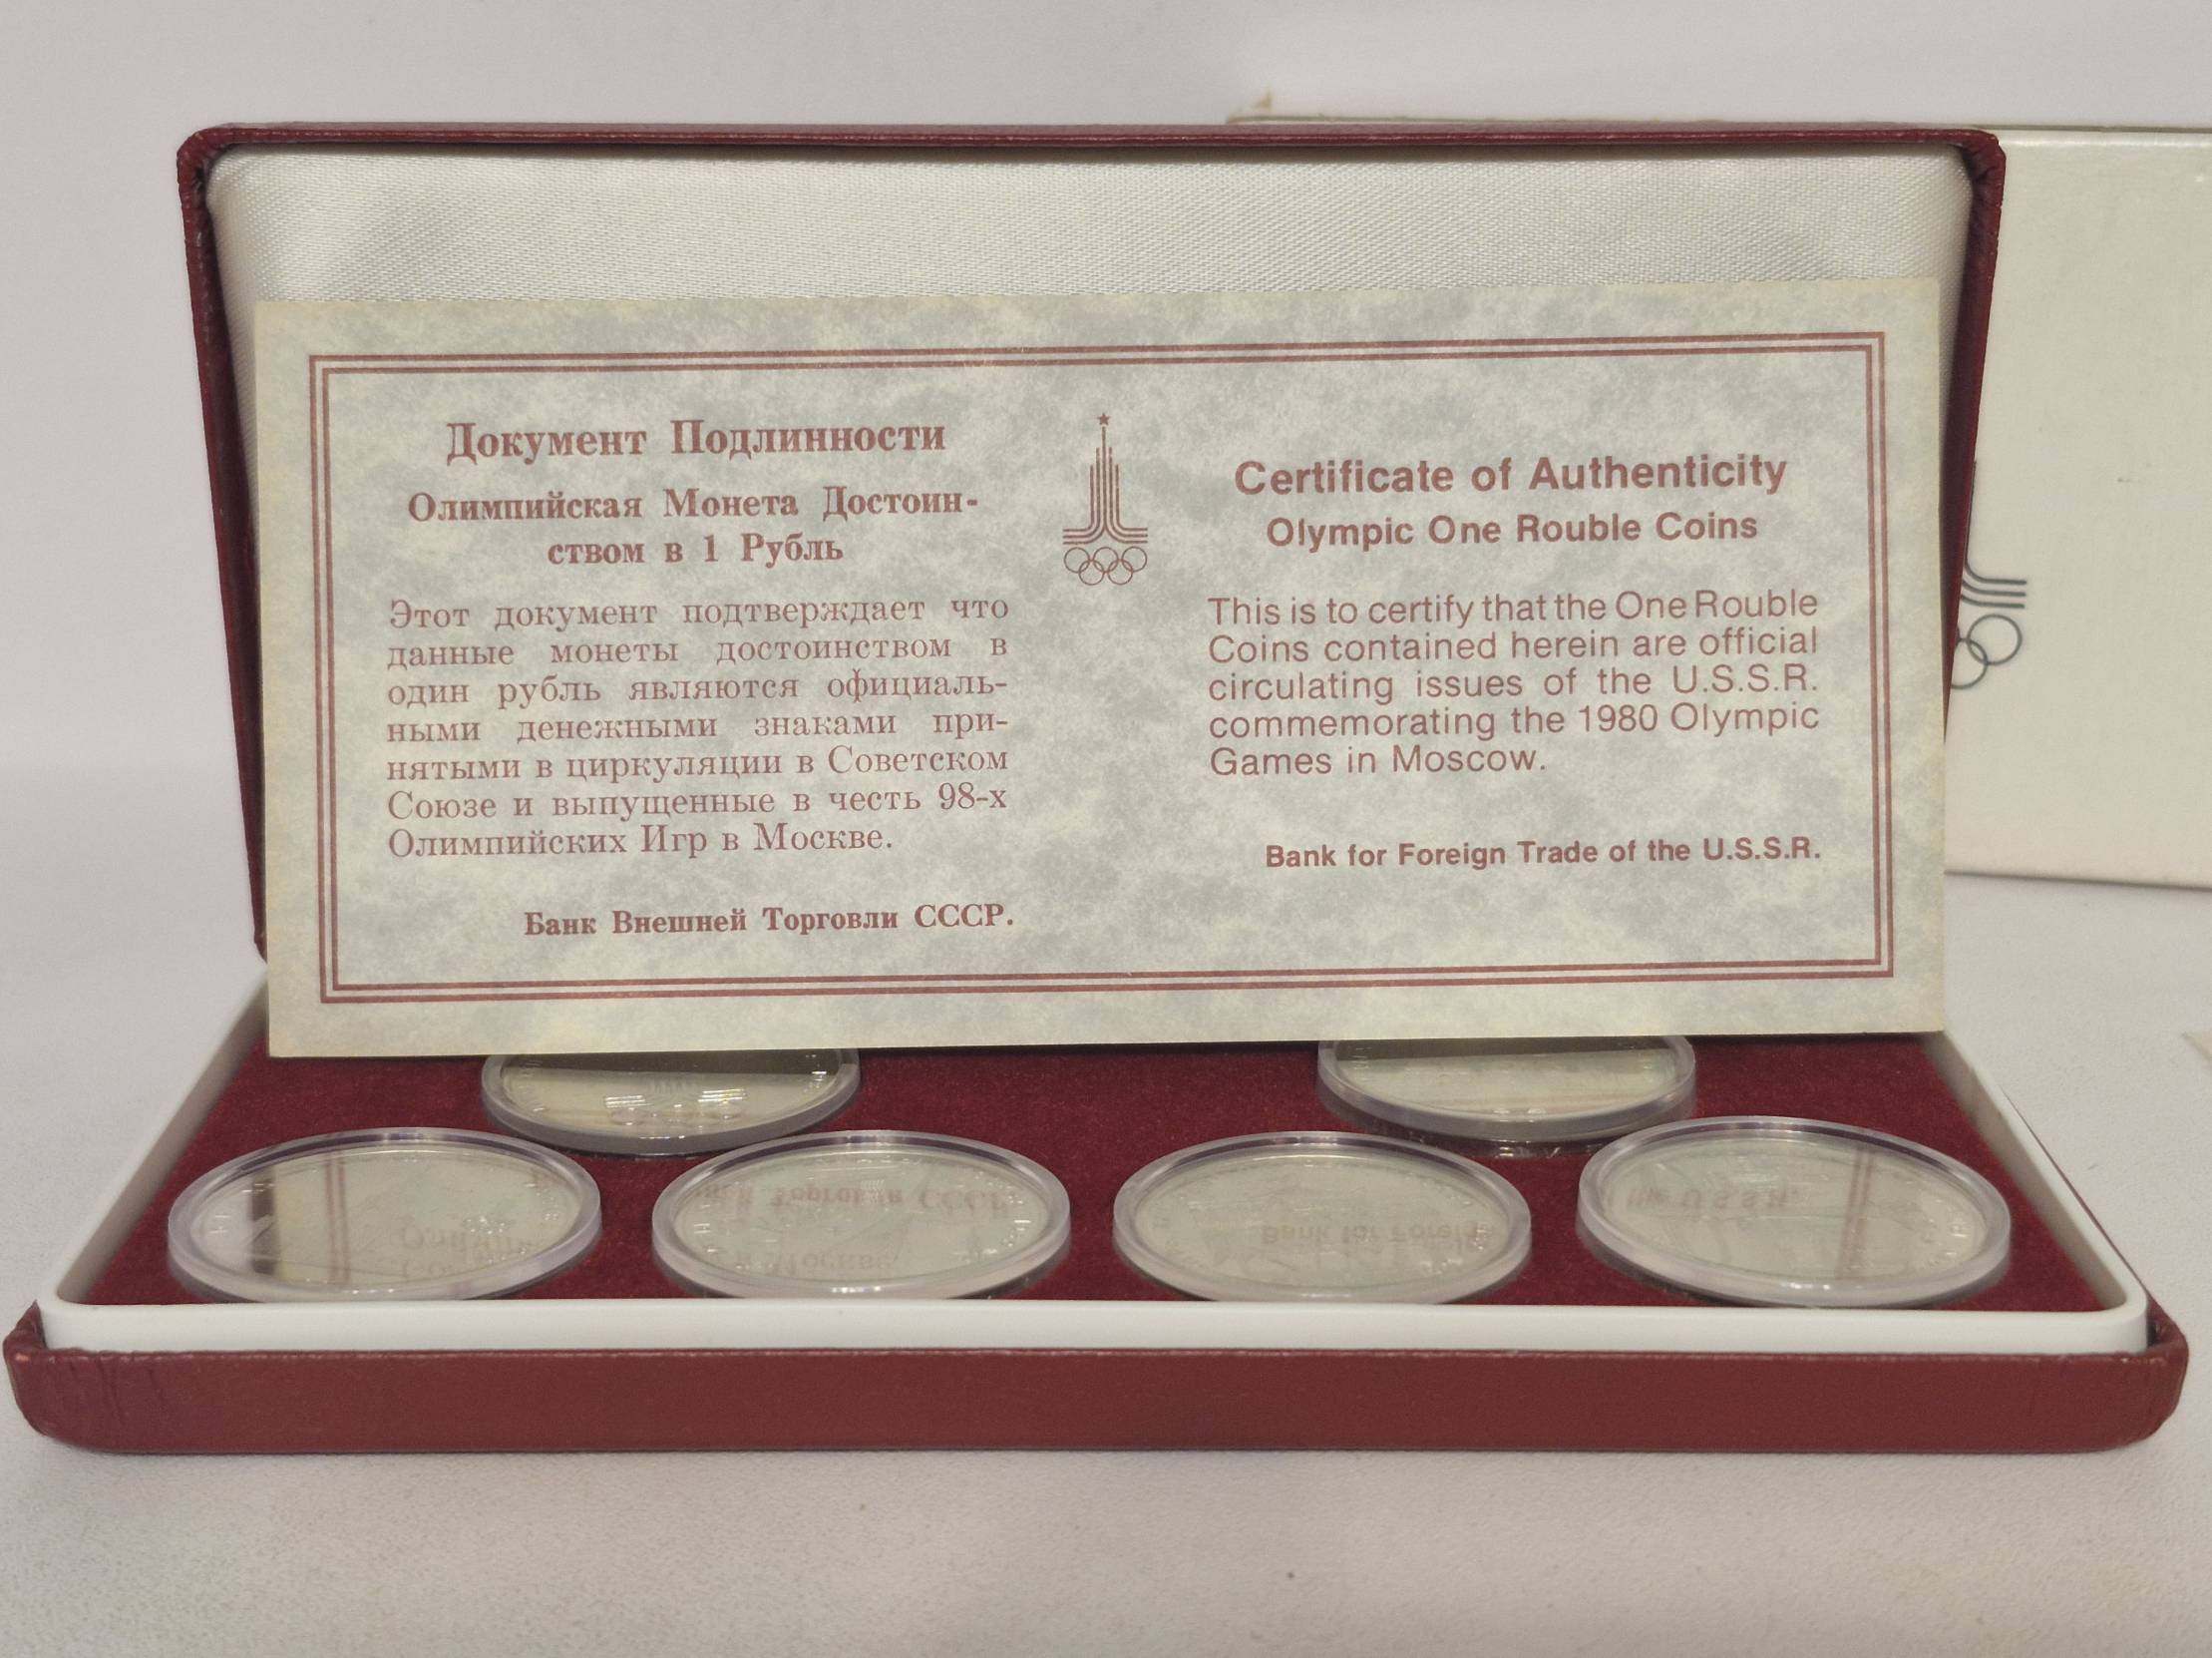 Документ Подлинности
Олимпийская Монета Достоин-
ством в 1 Рубль
Этот документ подтверждает что
данные монеты достоинством в
один рубль являются официаль-
ными денежными знаками при-
нятыми в циркуляции в Советском
Союзе и выпущенные в честь 98-х
Олимпийских Игр в Москве.
Банк Внешней Торговли СССР.
Certificate of Authenticity
Olympic One Rouble Coins
This is to certify that the One Rouble
Coins contained herein are official
circulating issues of the U.S.S.R.
commemorating the 1980 Olympic
Games in Moscow.
Bank for Foreign Trade of the U.S.S.R.